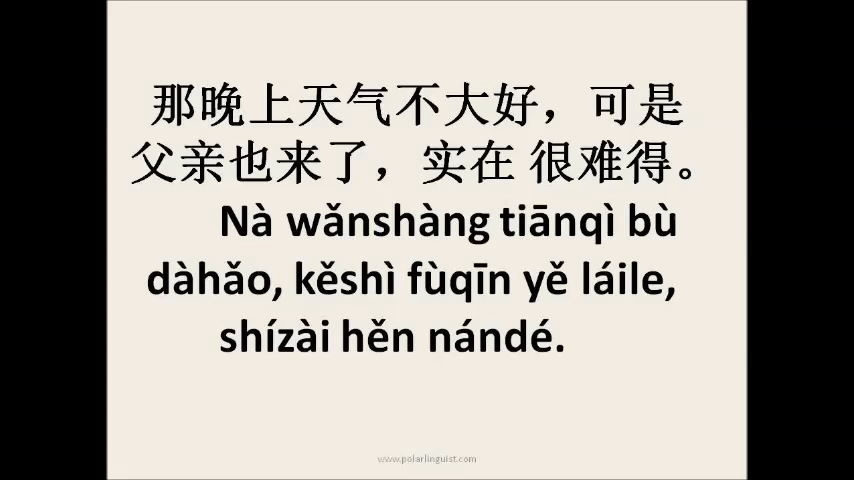 那晚上天气不大好，可是
父亲也来了，实在 很难得。
Nà wǎnshàng tiānqì bù
dàhǎo, kěshì fùqīn yě láile,
shízài hěn nándé.
www.polarlinguist.com